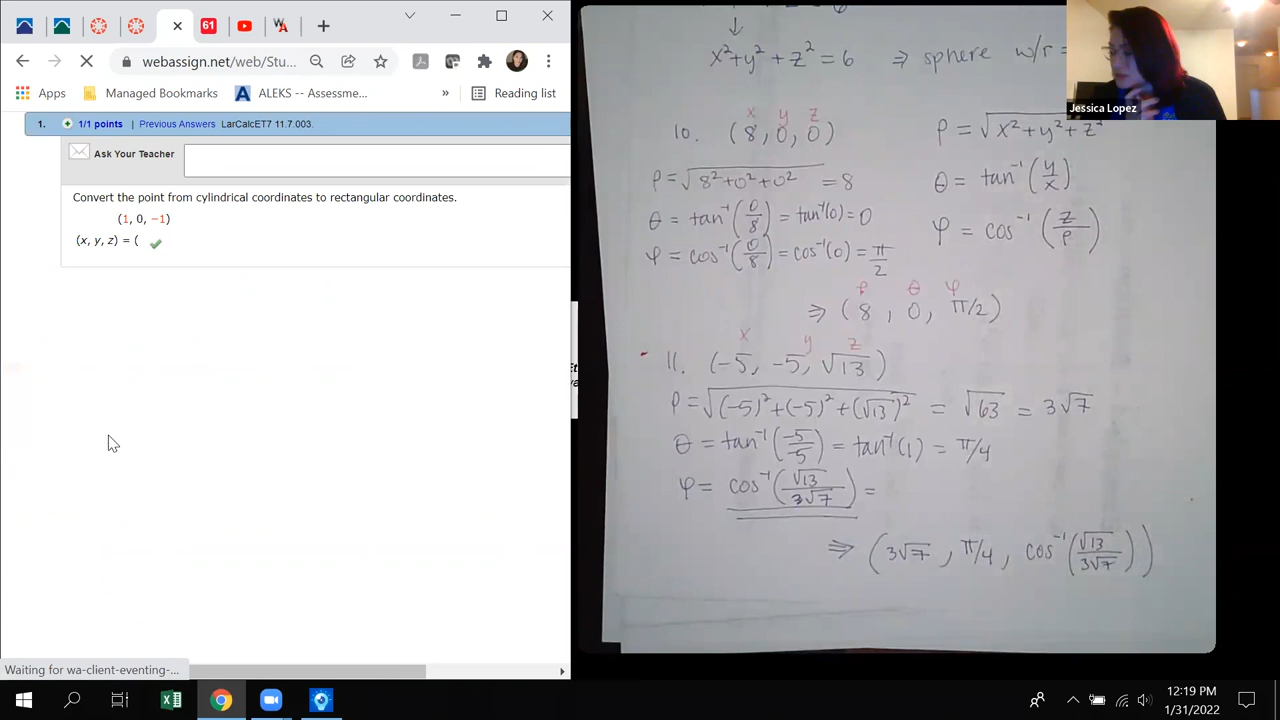 61
webassign.net/web/Stu...
Apps
Managed Bookmarks
ALEKS -- Assessme...
»
Reading list
1.
1/1 points
Previous Answers
LarCalcET7 11.7.003.
Ask Your Teacher
Convert the point from cylindrical coordinates to rectangular coordinates.
(1, 0, −1)
(x, y, z) = (
Waiting for wa-client-eventing-...
x²+y²+z²=6 ⇒ sphere w/r =
Jessica Lopez
x y z
10. (8, 0, 0)
ρ = √x²+y²+z²
ρ = √8²+0²+0² = 8
θ = tan⁻¹(y/x)
θ = tan⁻¹(0/8) = tan⁻¹(0) = 0
φ = cos⁻¹(z/ρ)
φ = cos⁻¹(0/8) = cos⁻¹(0) = π/2
ρ θ φ
⇒ (8, 0, π/2)
x y z
11. (-5, -5, √13)
ρ = √(-5)²+(-5)²+(√13)² = √63 = 3√7
θ = tan⁻¹(-5/-5) = tan⁻¹(1) = π/4
φ = cos⁻¹(√13/3√7) =
⇒ (3√7, π/4, cos⁻¹(√13/3√7))
12:19 PM
1/31/2022